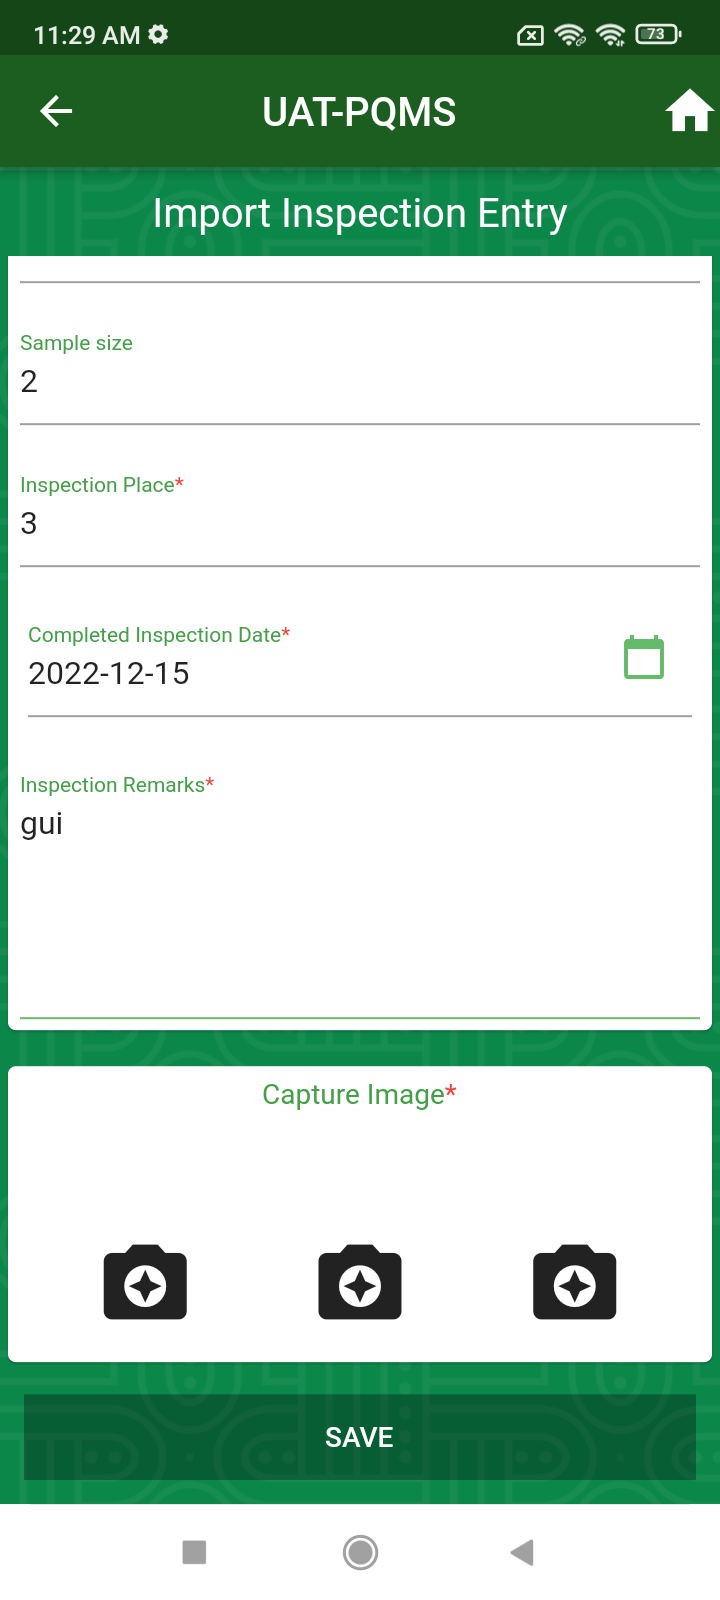 11:29 AM
73
UAT-PQMS
Import Inspection Entry
Sample size
2
Inspection Place*
3
Completed Inspection Date*
2022-12-15
Inspection Remarks*
gui
Capture Image*
SAVE